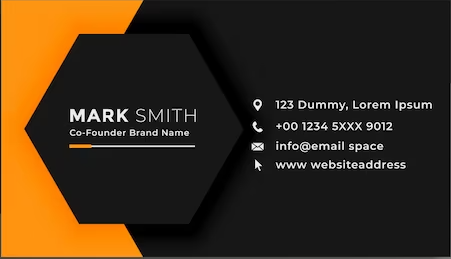 MARK SMITH
Co-Founder Brand Name
123 Dummy, Lorem Ipsum
+00 1234 5XXX 9012
info@email space
www websiteaddress